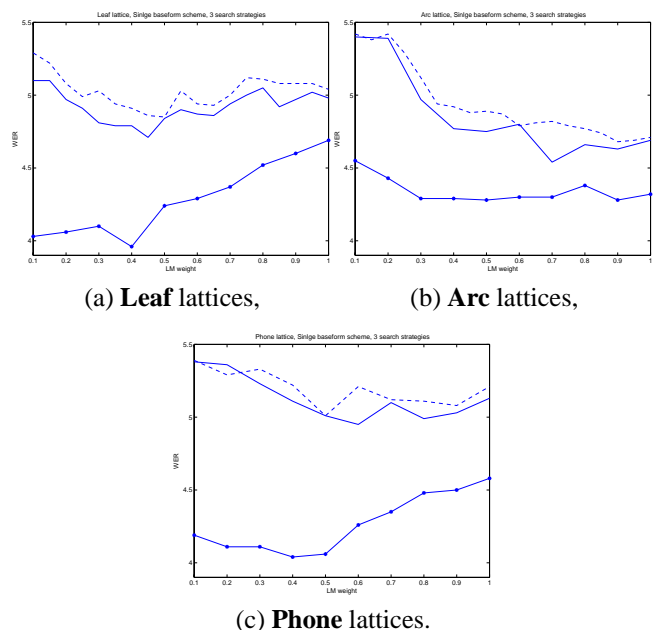 Leaf lattice, Sinlge baseform scheme, 3 search strategies
5.5
5
4.5
4
WER
0.1 0.2 0.3 0.4 0.5 0.6 0.7 0.8 0.9 1
LM weight
(a) Leaf lattices,
Arc lattice, Sinlge baseform scheme, 3 search strategies
5.5
5
4.5
4
WER
0.1 0.2 0.3 0.4 0.5 0.6 0.7 0.8 0.9 1
LM weight
(b) Arc lattices,
Phone lattice, Sinlge baseform scheme, 3 search strategies
5.5
5
4.5
4
WER
0.1 0.2 0.3 0.4 0.5 0.6 0.7 0.8 0.9 1
LM weight
(c) Phone lattices.